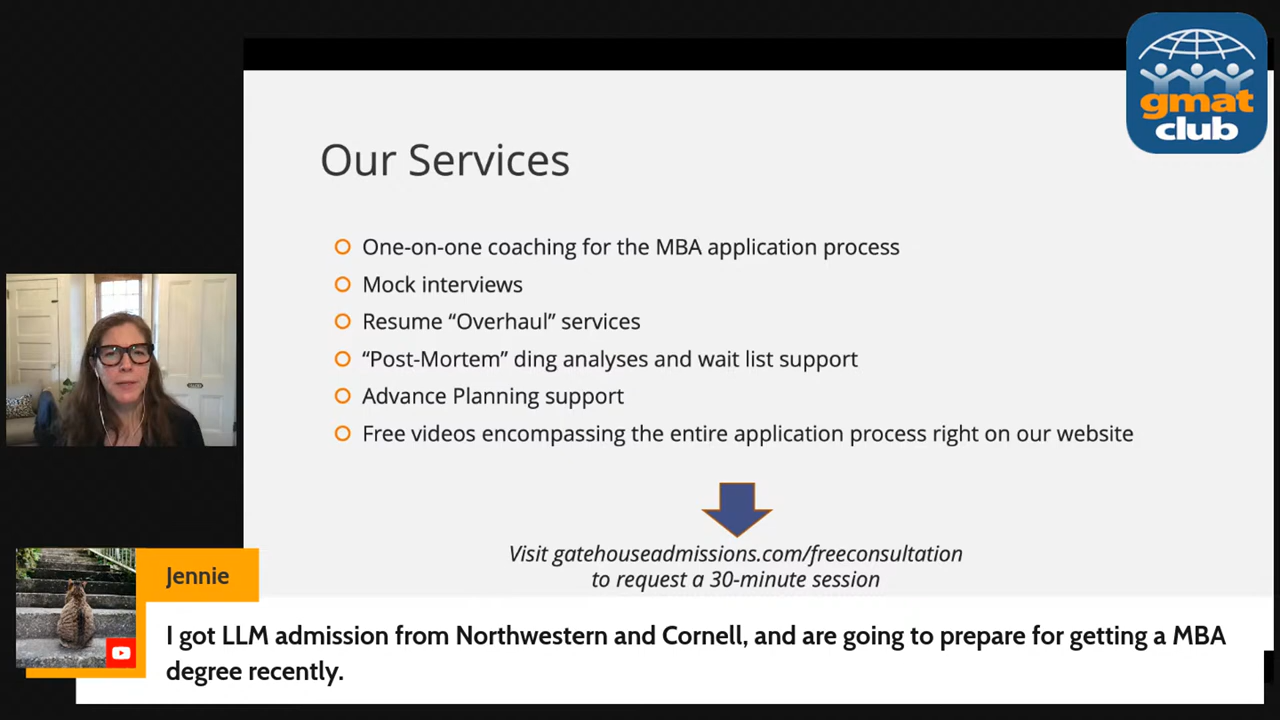 gmat
club
Our Services
One-on-one coaching for the MBA application process
Mock interviews
Resume “Overhaul” services
“Post-Mortem” ding analyses and wait list support
Advance Planning support
Free videos encompassing the entire application process right on our website
Visit gatehouseadmissions.com/freeconsultation
to request a 30-minute session
Jennie
I got LLM admission from Northwestern and Cornell, and are going to prepare for getting a MBA
degree recently.